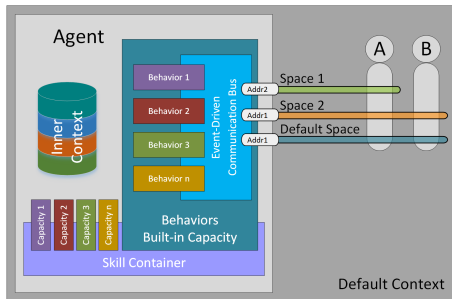 Agent
A
B
Behavior 1
Behavior 2
Behavior 3
Behavior n
Event-Driven
Communication Bus
Addr2
Space 1
Addr1
Space 2
Addr1
Default Space
Inner
Context
Capacity 1
Capacity 2
Capacity 3
Capacity n
Behaviors
Built-in Capacity
Skill Container
Default Context